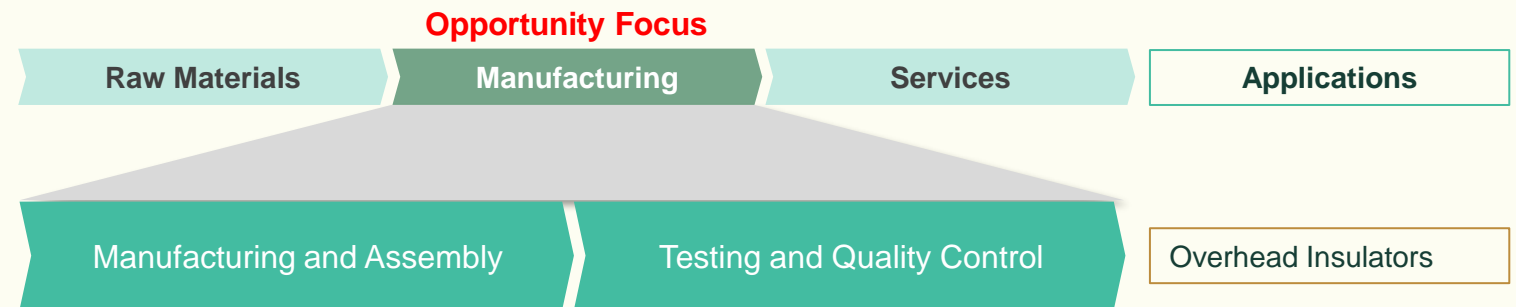 Opportunity Focus
Raw Materials
Manufacturing
Services
Applications
Manufacturing and Assembly
Testing and Quality Control
Overhead Insulators